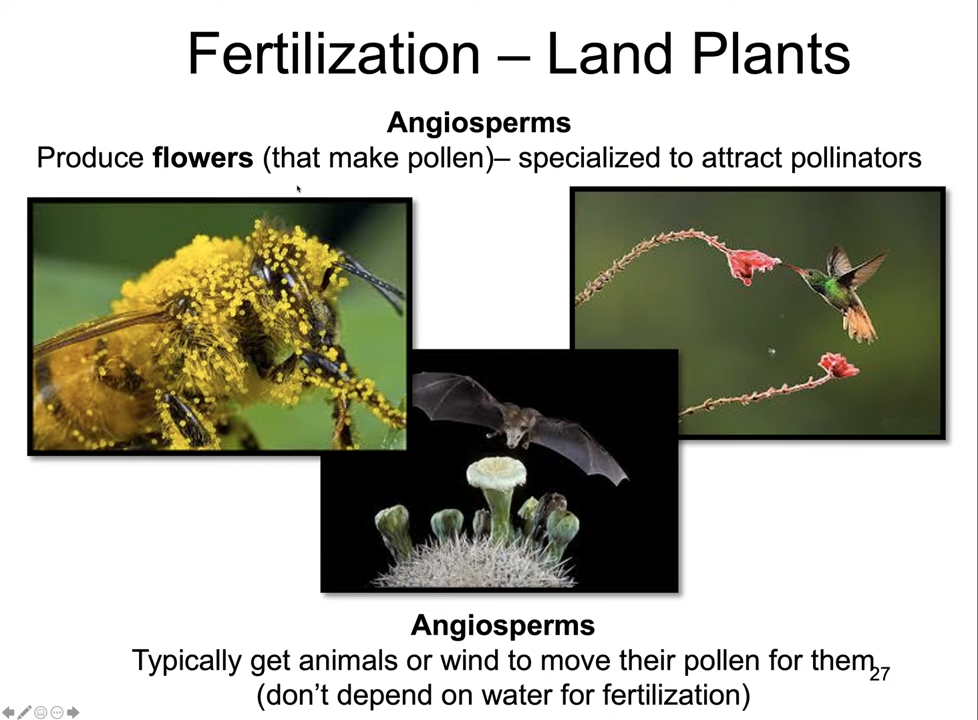 Fertilization – Land Plants
Angiosperms
Produce flowers (that make pollen)– specialized to attract pollinators
Angiosperms
Typically get animals or wind to move their pollen for them
(don’t depend on water for fertilization)
27